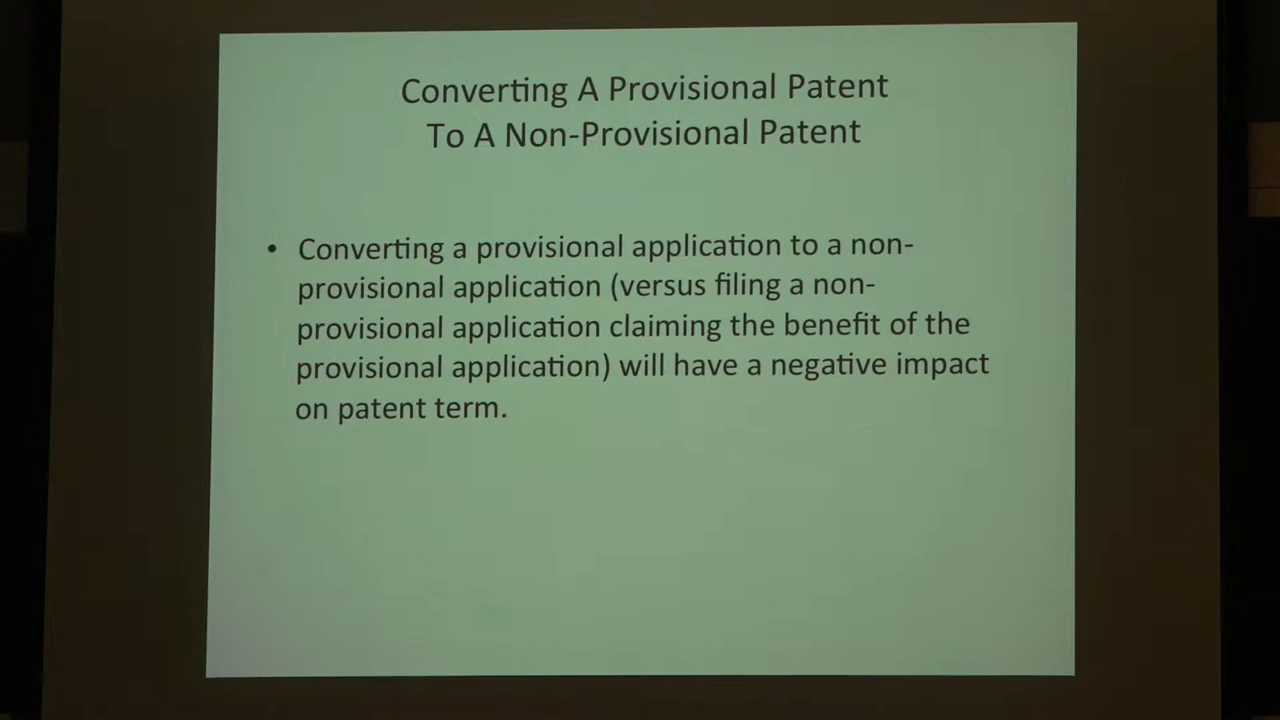 Converting A Provisional Patent
To A Non-Provisional Patent
• Converting a provisional application to a non-
provisional application (versus filing a non-
provisional application claiming the benefit of the
provisional application) will have a negative impact
on patent term.